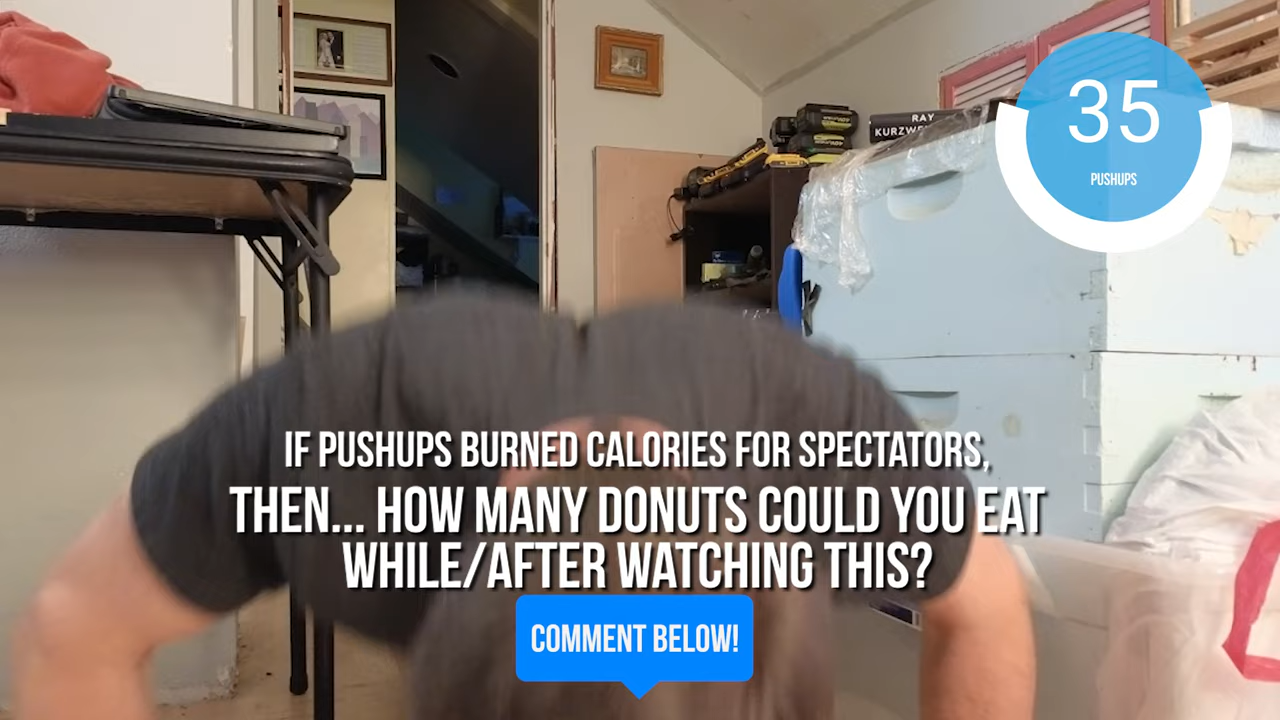 35
PUSHUPS
RAY
IF PUSHUPS BURNED CALORIES FOR SPECTATORS,
THEN... HOW MANY DONUTS COULD YOU EAT
WHILE/AFTER WATCHING THIS?
COMMENT BELOW!